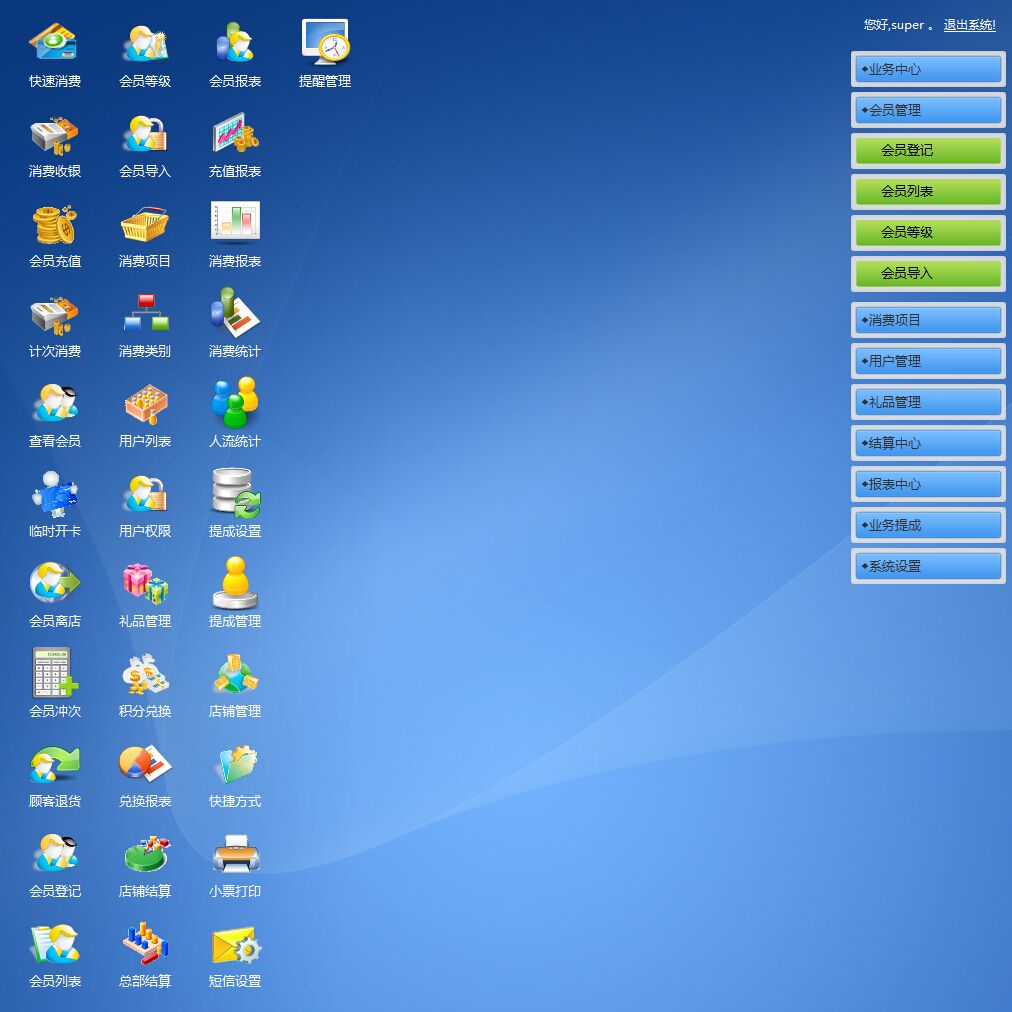 快速消费
会员等级
会员报表
提醒管理
消费收银
会员导入
充值报表
会员充值
消费项目
消费报表
计次消费
消费类别
消费统计
查看会员
用户列表
人流统计
临时开卡
用户权限
提成设置
会员离店
礼品管理
提成管理
会员冲次
积分兑换
店铺管理
顾客退货
兑换报表
快捷方式
会员登记
店铺结算
小票打印
会员列表
总部结算
短信设置
您好,super 。 退出系统!
业务中心
会员管理
会员登记
会员列表
会员等级
会员导入
消费项目
用户管理
礼品管理
结算中心
报表中心
业务提成
系统设置